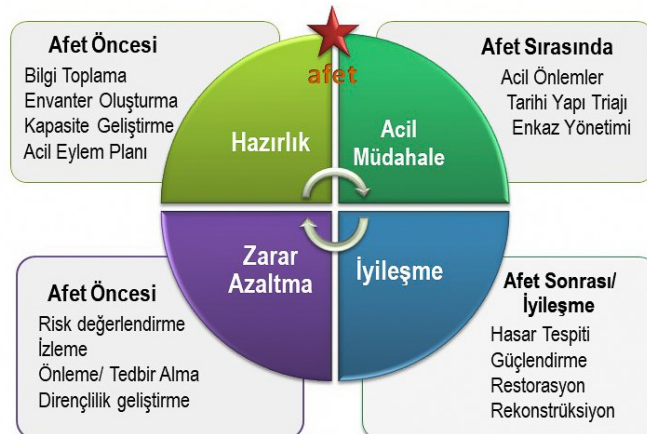 Afet Öncesi
Bilgi Toplama
Envanter Oluşturma
Kapasite Geliştirme
Acil Eylem Planı
afet
Hazırlık
Acil
Müdahale
Afet Sırasında
Acil Önlemler
Tarihi Yapı Triajı
Enkaz Yönetimi
Afet Öncesi
Risk değerlendirme
İzleme
Önleme/ Tedbir Alma
Dirençlilik geliştirme
Zarar
Azaltma
İyileşme
Afet Sonrası/
İyileşme
Hasar Tespiti
Güçlendirme
Restorasyon
Rekonstrüksiyon